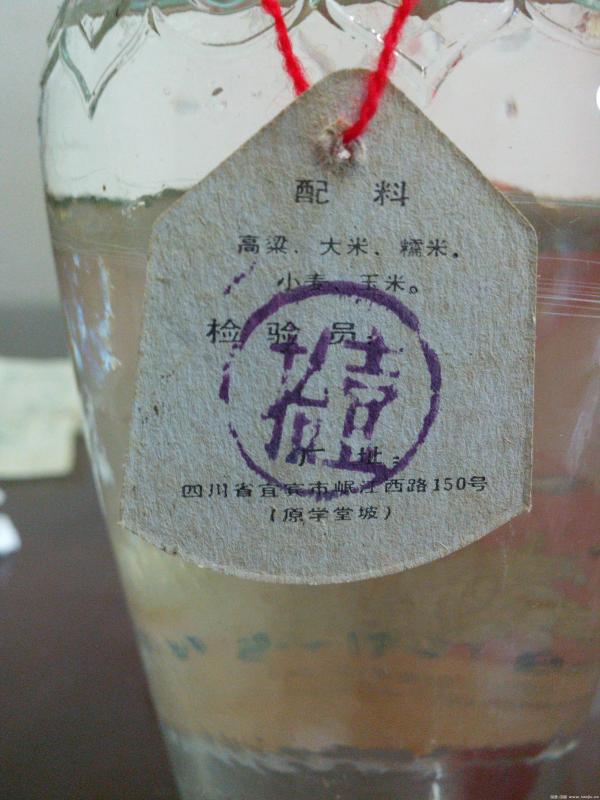 配 料
高粱、大米、糯米、
小麦、玉米。
检 验 员:
厂 址:
四川省宜宾市岷江西路150号
(原学堂坡)